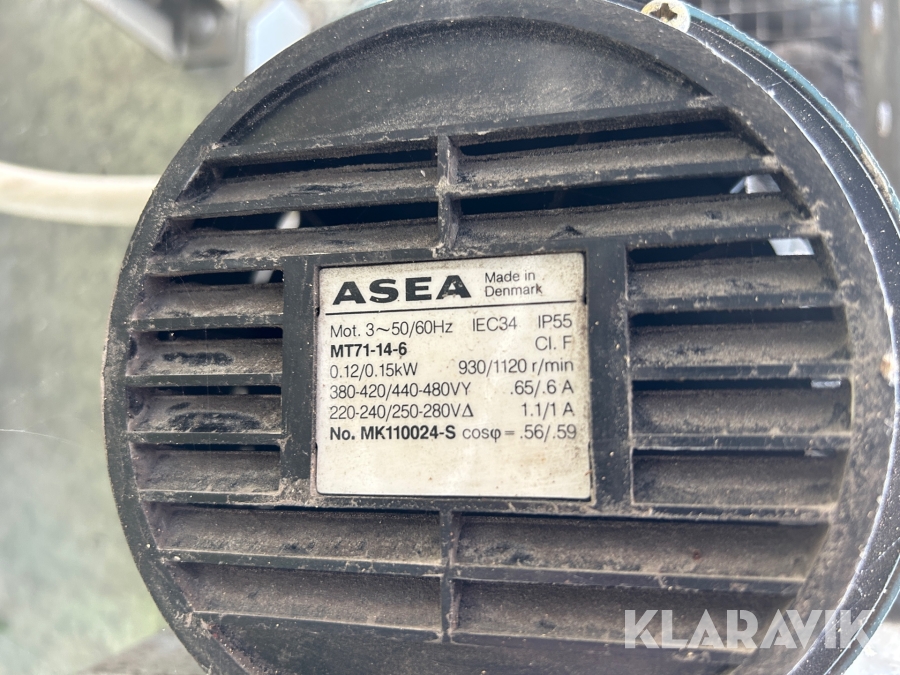 ASEA Made in
Denmark
Mot. 3~50/60Hz IEC34 IP55
MT71-14-6 Cl. F
0.12/0.15kW 930/1120 r/min
380-420/440-480VY .65/.6 A
220-240/250-280V∆ 1.1/1 A
No. MK110024-S cosφ = .56/.59
KLARAVIK